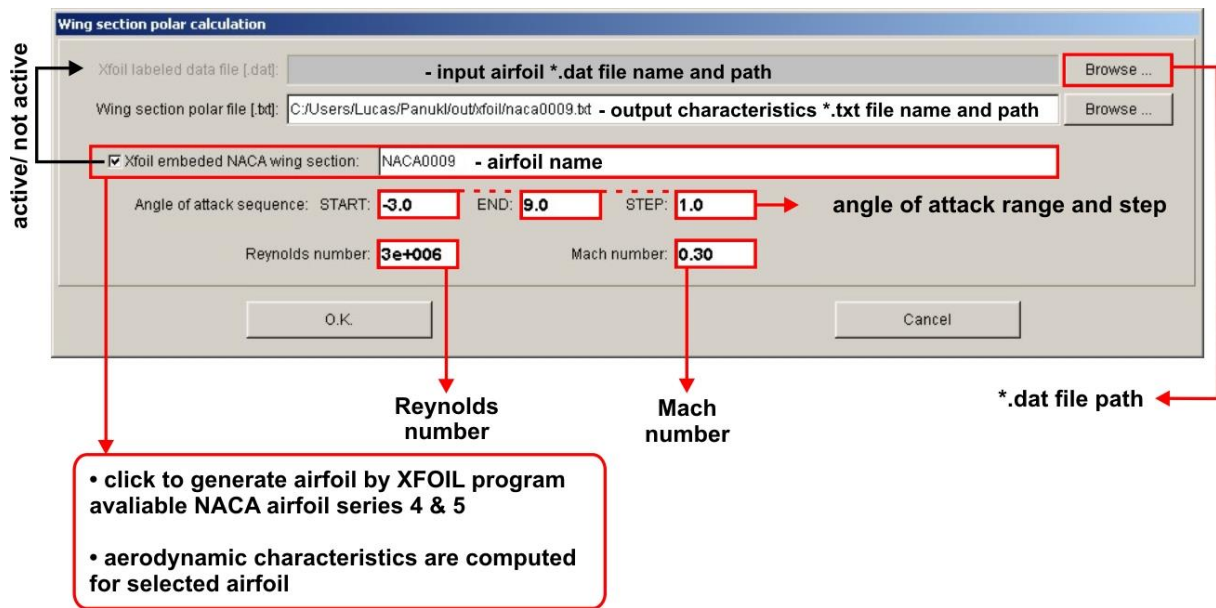 Wing section polar calculation
active/ not active
Xfoil labeled data file [.dat]: - input airfoil *.dat file name and path Browse ...
Wing section polar file [.txt]: C:/Users/Lucas/Panukl/out/xfoil/naca0009.txt - output characteristics *.txt file name and path Browse ...
Xfoil embeded NACA wing section: NACA0009 - airfoil name
Angle of attack sequence: START: -3.0 END: 9.0 STEP: 1.0 angle of attack range and step
Reynolds number: 3e+006 Mach number: 0.30
O.K. Cancel
Reynolds
number
Mach
number
*.dat file path
• click to generate airfoil by XFOIL program
avaliable NACA airfoil series 4 & 5
• aerodynamic characteristics are computed
for selected airfoil